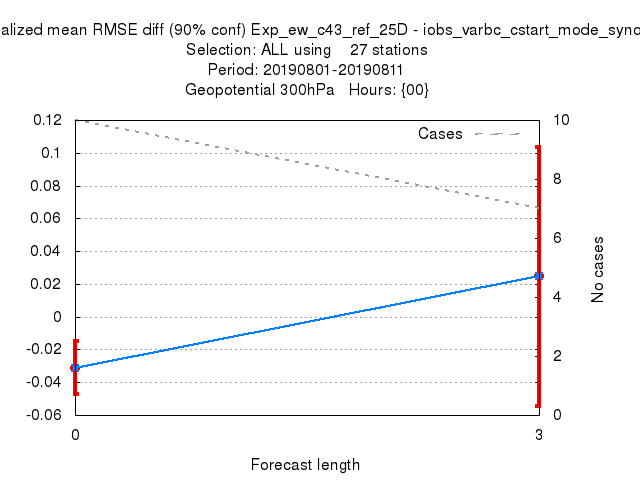 alized mean RMSE diff (90% conf) Exp_ew_c43_ref_25D - iobs_varbc_cstart_mode_syno
Selection: ALL using 27 stations
Period: 20190801-20190811
Geopotential 300hPa Hours: {00}
Cases
0.12
0.1
0.08
0.06
0.04
0.02
0
-0.02
-0.04
-0.06
10
8
6
4
2
0
No cases
0 3
Forecast length